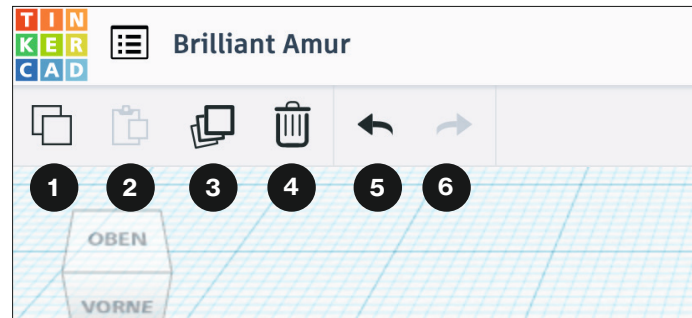 TIN
KER
CAD
Brilliant Amur
1 2 3 4 5 6
OBEN
VORNE